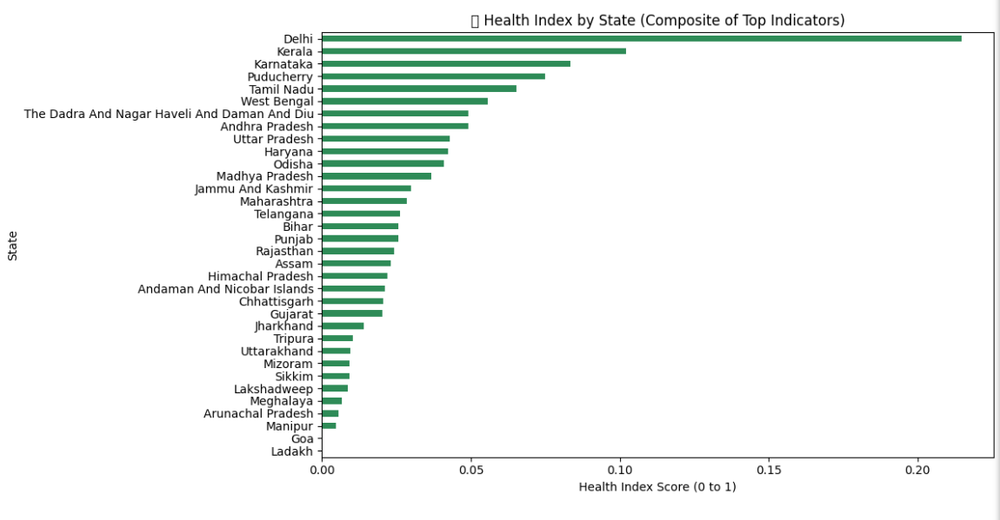 ▯ Health Index by State (Composite of Top Indicators)
Delhi
Kerala
Karnataka
Puducherry
Tamil Nadu
West Bengal
The Dadra And Nagar Haveli And Daman And Diu
Andhra Pradesh
Uttar Pradesh
Haryana
Odisha
Madhya Pradesh
Jammu And Kashmir
Maharashtra
Telangana
Bihar
Punjab
Rajasthan
Assam
Himachal Pradesh
Andaman And Nicobar Islands
Chhattisgarh
Gujarat
Jharkhand
Tripura
Uttarakhand
Mizoram
Sikkim
Lakshadweep
Meghalaya
Arunachal Pradesh
Manipur
Goa
Ladakh
State
0.00 0.05 0.10 0.15 0.20
Health Index Score (0 to 1)